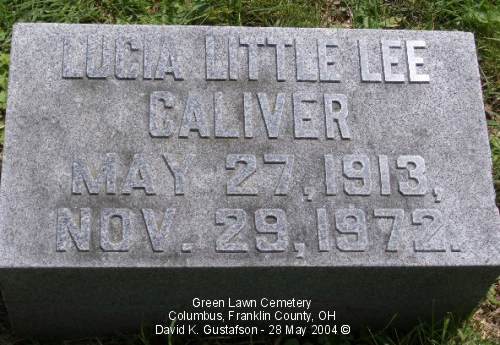 LUCIA LITTLE LEE
CALIVER
MAY 27, 1913,
NOV. 29, 1972.
Green Lawn Cemetery
Columbus, Franklin County, OH
David K. Gustafson - 28 May 2004 ©